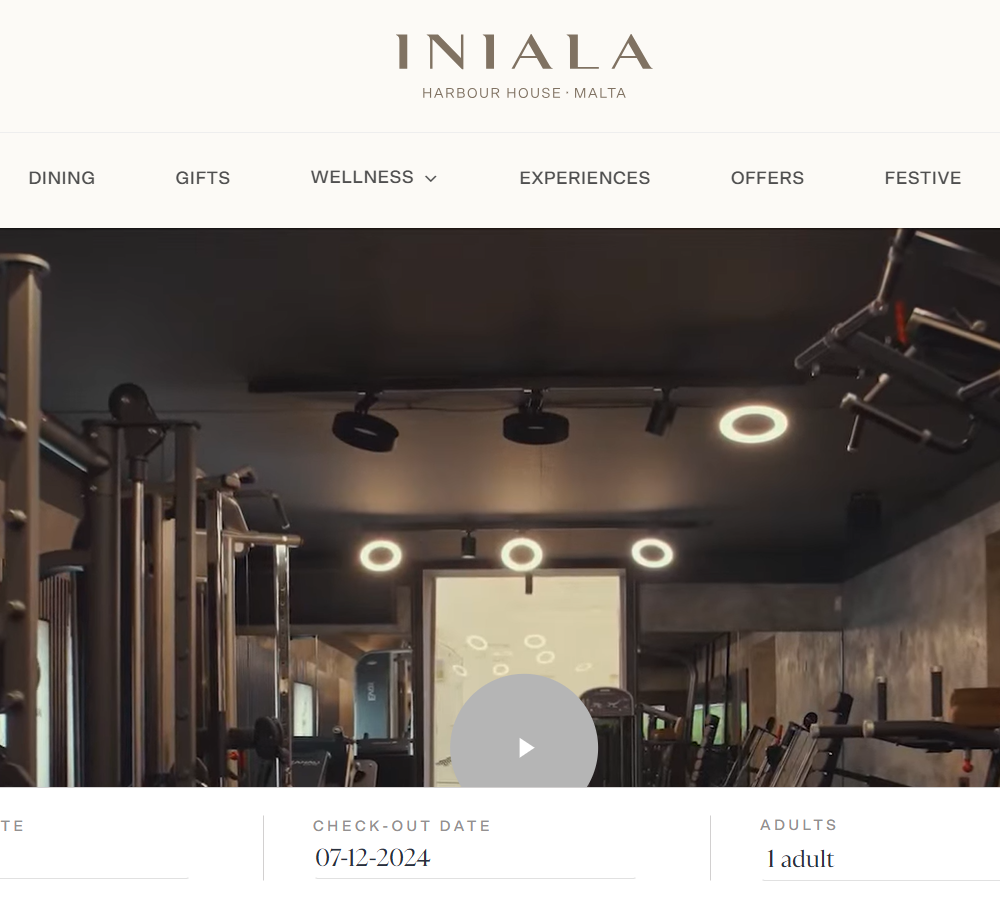 INIALA
HARBOUR HOUSE · MALTA
DINING GIFTS WELLNESS EXPERIENCES OFFERS FESTIVE
TE CHECK-OUT DATE ADULTS
07-12-2024 1 adult